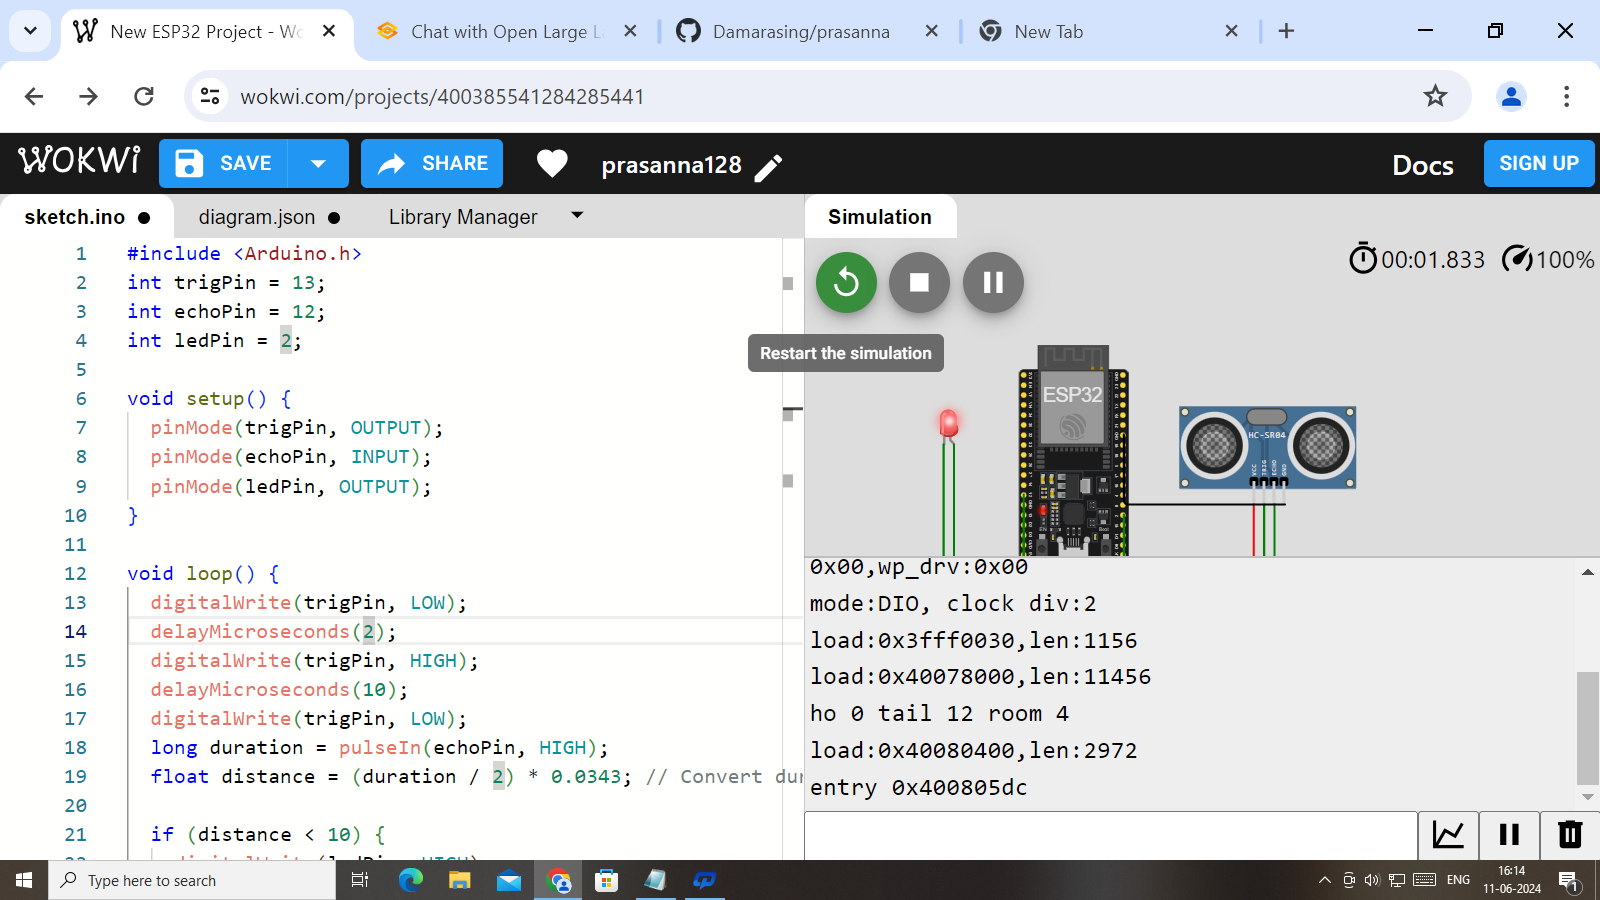 New ESP32 Project - Wo
Chat with Open Large La
Damarasing/prasanna
New Tab
wokwi.com/projects/400385541284285441
WOKWI
SAVE
SHARE
prasanna128
Docs
SIGN UP
sketch.ino
diagram.json
Library Manager
Simulation
1 #include <Arduino.h>
2 int trigPin = 13;
3 int echoPin = 12;
4 int ledPin = 2;
5
6 void setup() {
7 pinMode(trigPin, OUTPUT);
8 pinMode(echoPin, INPUT);
9 pinMode(ledPin, OUTPUT);
10 }
11
12 void loop() {
13 digitalWrite(trigPin, LOW);
14 delayMicroseconds(2);
15 digitalWrite(trigPin, HIGH);
16 delayMicroseconds(10);
17 digitalWrite(trigPin, LOW);
18 long duration = pulseIn(echoPin, HIGH);
19 float distance = (duration / 2) * 0.0343; // Convert dur
20
21 if (distance < 10) {
00:01.833
100%
Restart the simulation
ESP32
HC-SR04
VCC
TRIG
ECHO
GND
0x00,wp_drv:0x00
mode:DIO, clock div:2
load:0x3fff0030,len:1156
load:0x40078000,len:11456
ho 0 tail 12 room 4
load:0x40080400,len:2972
entry 0x400805dc
Type here to search
ENG
16:14
11-06-2024
1